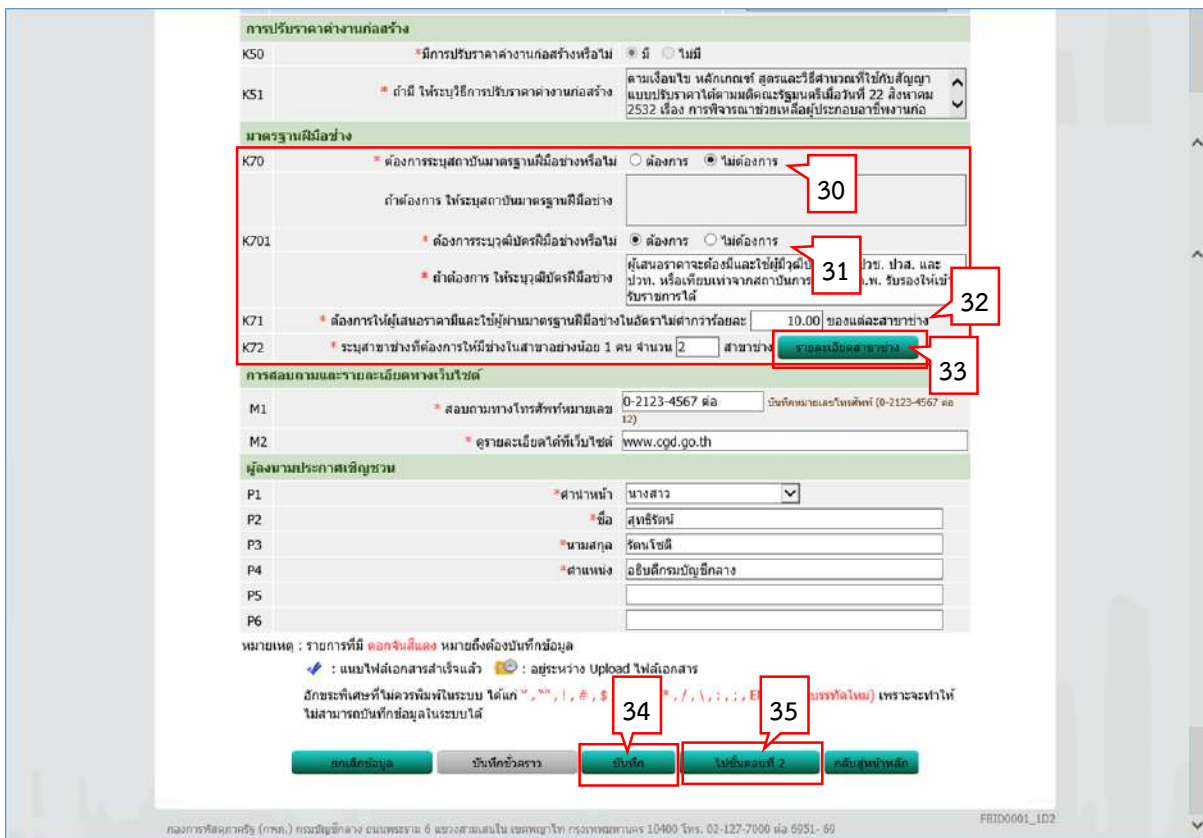 การปรับราคาค่างานก่อสร้าง
K50 *มีการปรับราคาค่างานก่อสร้างหรือไม่ มี ไม่มี
K51 * ถ้ามี ให้ระบุวิธีการปรับราคาค่างานก่อสร้าง ตามเงื่อนไข หลักเกณฑ์ สูตรและวิธีคำนวณที่ใช้กับสัญญา
แบบปรับราคาได้ตามมติคณะรัฐมนตรีเมื่อวันที่ 22 สิงหาคม
2532 เรื่อง การพิจารณาช่วยเหลือผู้ประกอบอาชีพงานก่อ
มาตรฐานฝีมือช่าง
K70 * ต้องการระบุสถาบันมาตรฐานฝีมือช่างหรือไม่ ต้องการ ไม่ต้องการ
30
ถ้าต้องการ ให้ระบุสถาบันมาตรฐานฝีมือช่าง
K701 * ต้องการระบุวุฒิบัตรฝีมือช่างหรือไม่ ต้องการ ไม่ต้องการ
31
* ถ้าต้องการ ให้ระบุวุฒิบัตรฝีมือช่าง ผู้เสนอราคาจะต้องมีและใช้ผู้มีวุฒิบั ปวช. ปวส. และ
ปวท. หรือเทียบเท่าจากสถาบันการ .พ. รับรองให้เข้า
รับราชการได้
32
K71 * ต้องการให้ผู้เสนอราคามีและใช้ผู้ผ่านมาตรฐานฝีมือช่างในอัตราไม่ต่ำกว่าร้อยละ 10.00 ของแต่ละสาขาช่าง
K72 * ระบุสาขาช่างที่ต้องการให้มีช่างในสาขาอย่างน้อย 1 คน จำนวน 2 สาขาช่าง รายละเอียดสาขาช่าง
33
การสอบถามและรายละเอียดทางเว็บไซต์
M1 * สอบถามทางโทรศัพท์หมายเลข 0-2123-4567 ต่อ บันทึกหมายเลขโทรศัพท์ (0-2123-4567 ต่อ
12)
M2 * ดูรายละเอียดได้ที่เว็บไซต์ www.cgd.go.th
ผู้ลงนามประกาศเชิญชวน
P1 *คำนำหน้า นางสาว
P2 *ชื่อ สุทธิรัตน์
P3 *นามสกุล รัตนโชติ
P4 *ตำแหน่ง อธิบดีกรมบัญชีกลาง
P5
P6
หมายเหตุ : รายการที่มี ดอกจันสีแดง หมายถึงต้องบันทึกข้อมูล
: แนบไฟล์เอกสารสำเร็จแล้ว : อยู่ระหว่าง Upload ไฟล์เอกสาร
อักขระพิเศษที่ไม่ควรพิมพ์ในระบบ ได้แก่ " , "" , ! , # , $ * , / , \ , : , ; , E บรรทัดใหม่) เพราะจะทำให้
ไม่สามารถบันทึกข้อมูลในระบบได้
34
35
ยกเลิกข้อมูล บันทึกชั่วคราว บันทึก ไปขั้นตอนที่ 2 กลับสู่หน้าหลัก
FBID0001_1D2
กองการพัสดุภาครัฐ (กพภ.) กรมบัญชีกลาง ถนนพระราม 6 แขวงสามเสนใน เขตพญาไท กรุงเทพมหานคร 10400 โทร. 02-127-7000 ต่อ 6951- 69